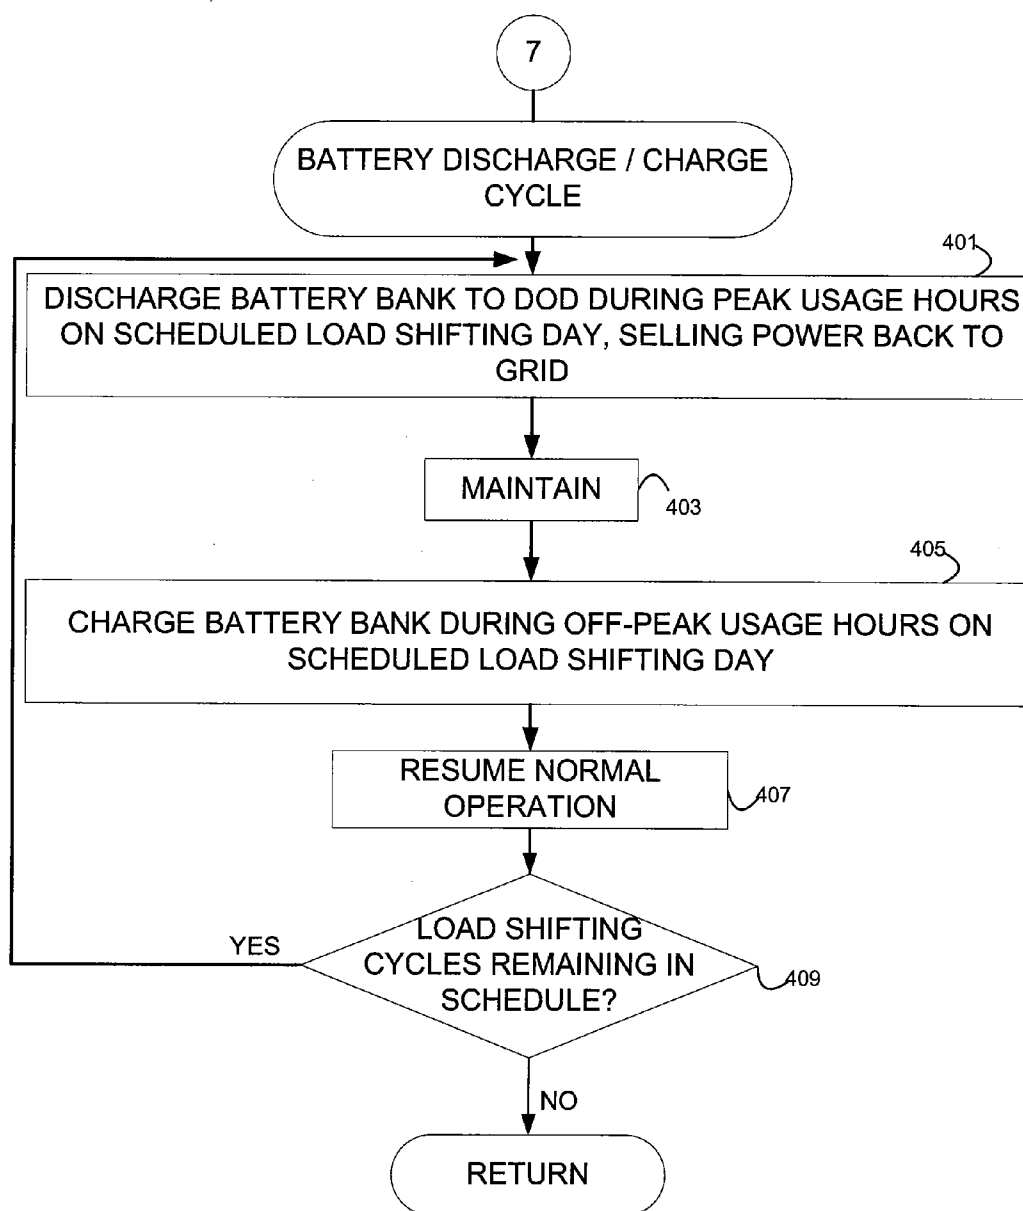 7
BATTERY DISCHARGE / CHARGE
CYCLE
401
DISCHARGE BATTERY BANK TO DOD DURING PEAK USAGE HOURS
ON SCHEDULED LOAD SHIFTING DAY, SELLING POWER BACK TO
GRID
MAINTAIN
403
405
CHARGE BATTERY BANK DURING OFF-PEAK USAGE HOURS ON
SCHEDULED LOAD SHIFTING DAY
RESUME NORMAL
OPERATION
407
LOAD SHIFTING
CYCLES REMAINING IN
SCHEDULE?
YES
409
NO
RETURN